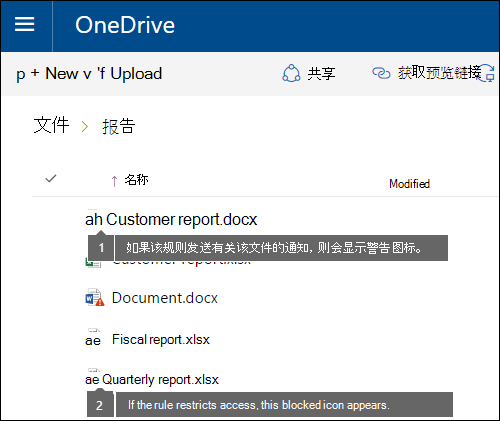 OneDrive
p + New v 'f Upload 共享 获取预览链接
文件 > 报告
名称 Modified
ah Customer report.docx
1 如果该规则发送有关该文件的通知, 则会显示警告图标。
Customer report.xlsx
Document.docx
ae Fiscal report.xlsx
ae Quarterly report.xlsx
2 If the rule restricts access, this blocked icon appears.